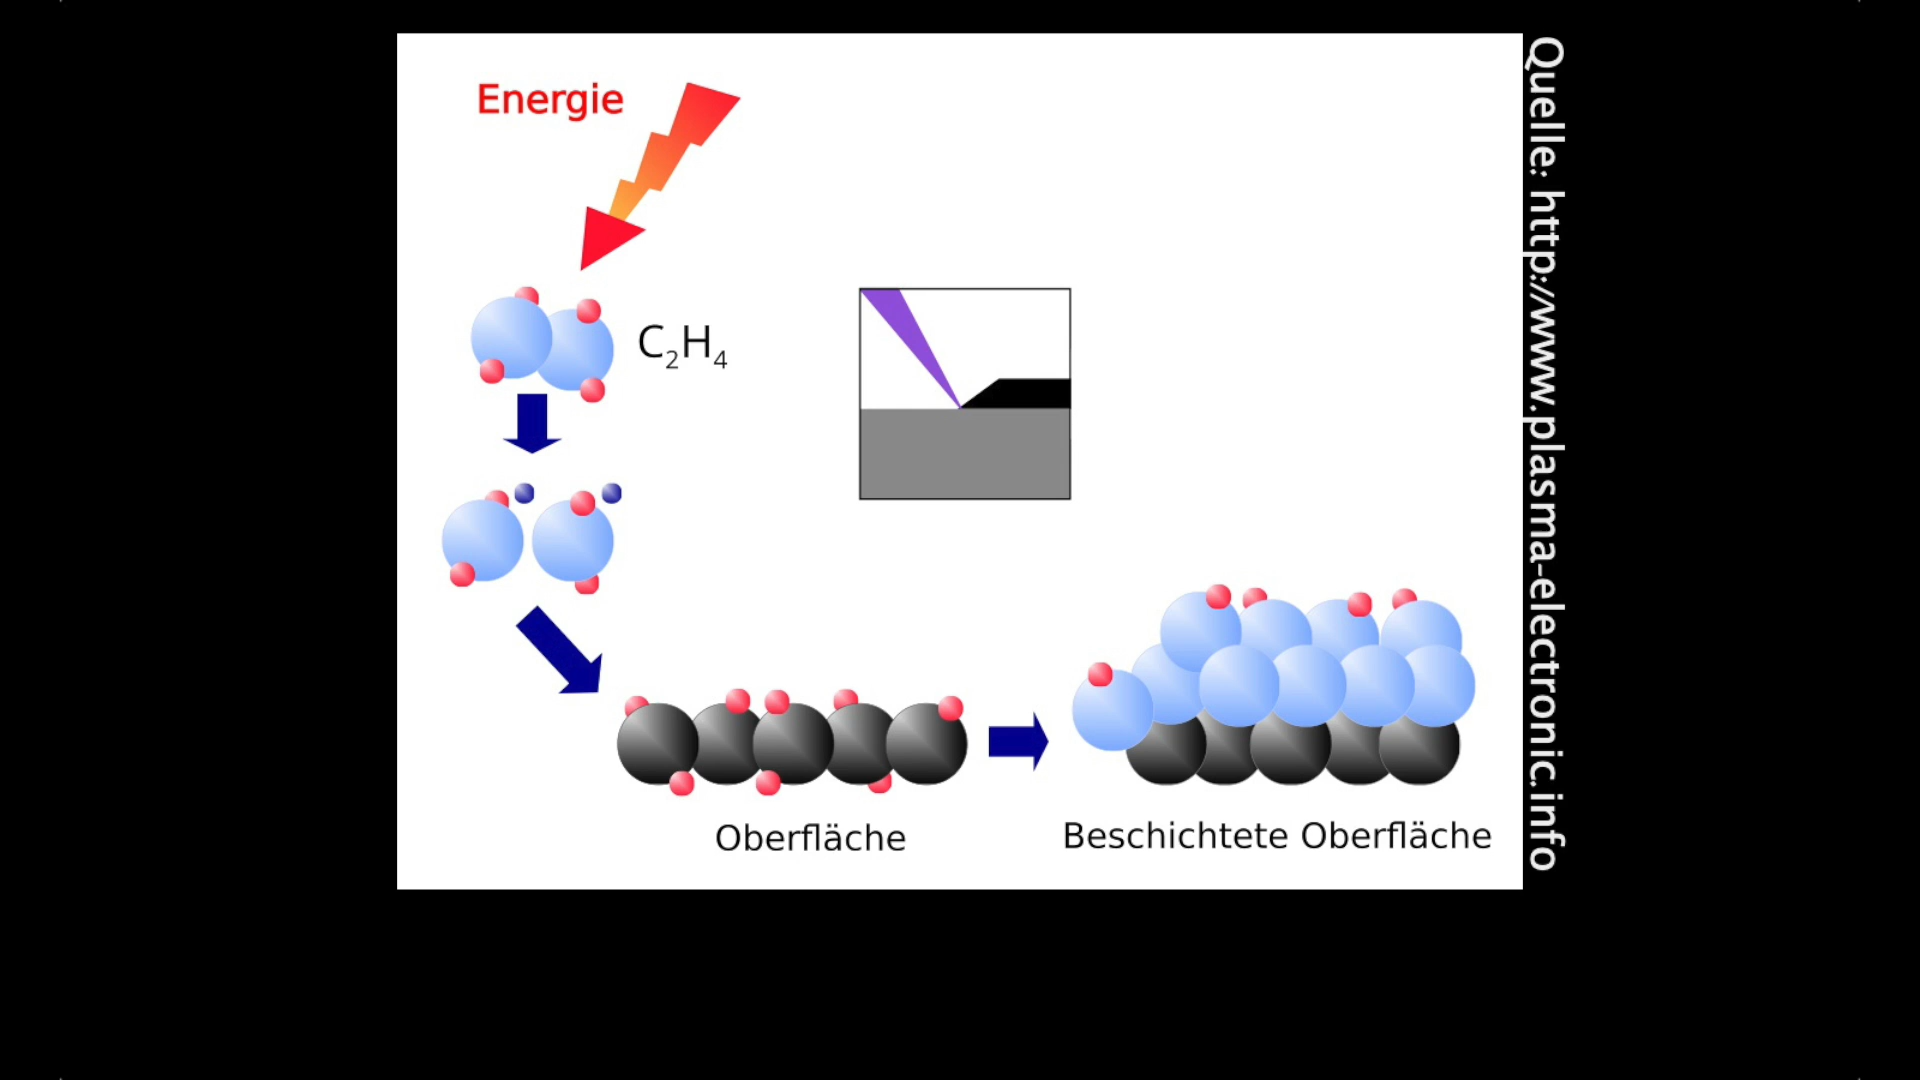 Energie
C₂H₄
Oberfläche
Beschichtete Oberfläche
Quelle: http://www.plasma-electronic.info